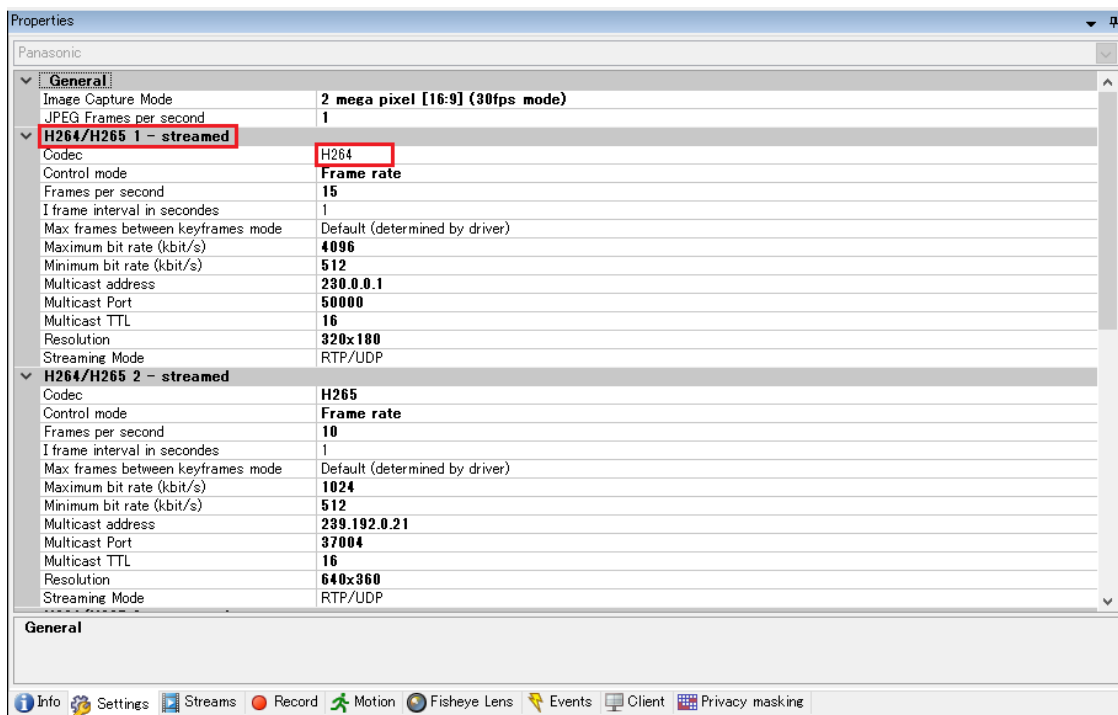 Properties
Panasonic
General
Image Capture Mode 2 mega pixel [16:9] (30fps mode)
JPEG Frames per second 1
H264/H265 1 - streamed
Codec H264
Control mode Frame rate
Frames per second 15
I frame interval in secondes 1
Max frames between keyframes mode Default (determined by driver)
Maximum bit rate (kbit/s) 4096
Minimum bit rate (kbit/s) 512
Multicast address 230.0.0.1
Multicast Port 50000
Multicast TTL 16
Resolution 320x180
Streaming Mode RTP/UDP
H264/H265 2 - streamed
Codec H265
Control mode Frame rate
Frames per second 10
I frame interval in secondes 1
Max frames between keyframes mode Default (determined by driver)
Maximum bit rate (kbit/s) 1024
Minimum bit rate (kbit/s) 512
Multicast address 239.192.0.21
Multicast Port 37004
Multicast TTL 16
Resolution 640x360
Streaming Mode RTP/UDP
General
Info Settings Streams Record Motion Fisheye Lens Events Client Privacy masking